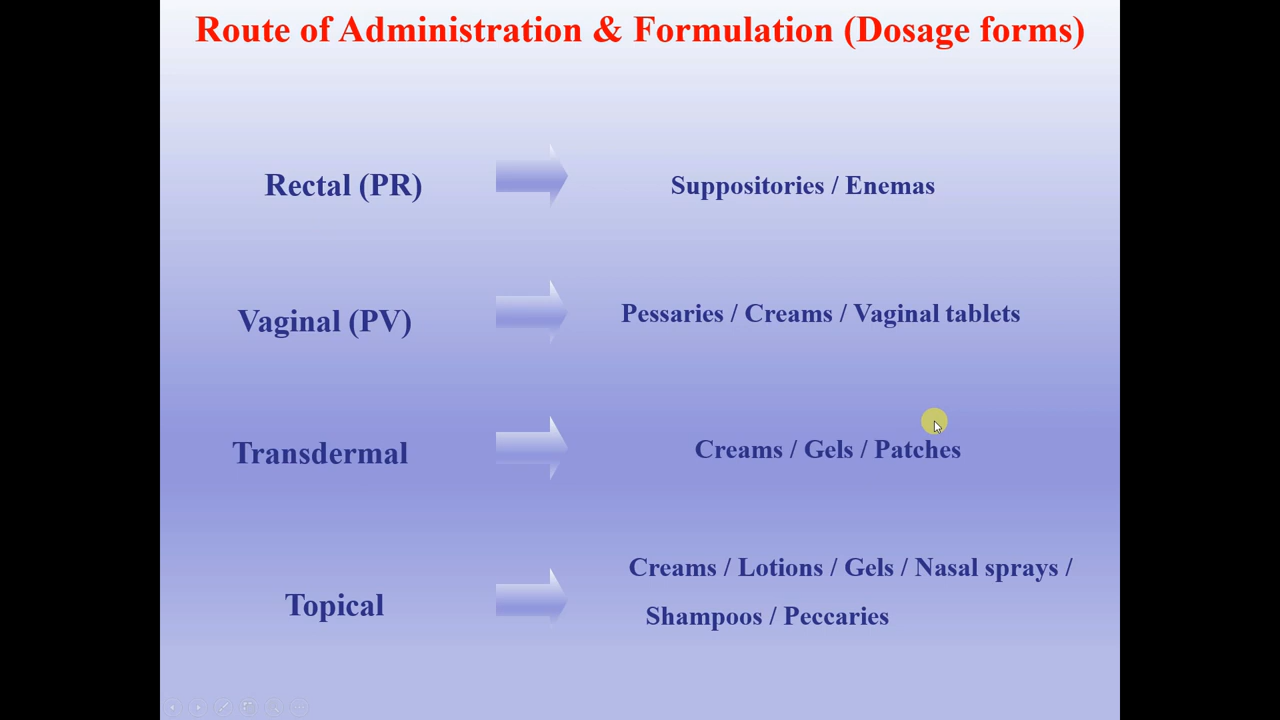 Route of Administration & Formulation (Dosage forms)
Rectal (PR)
Suppositories / Enemas
Vaginal (PV)
Pessaries / Creams / Vaginal tablets
Transdermal
Creams / Gels / Patches
Topical
Creams / Lotions / Gels / Nasal sprays /
Shampoos / Peccaries